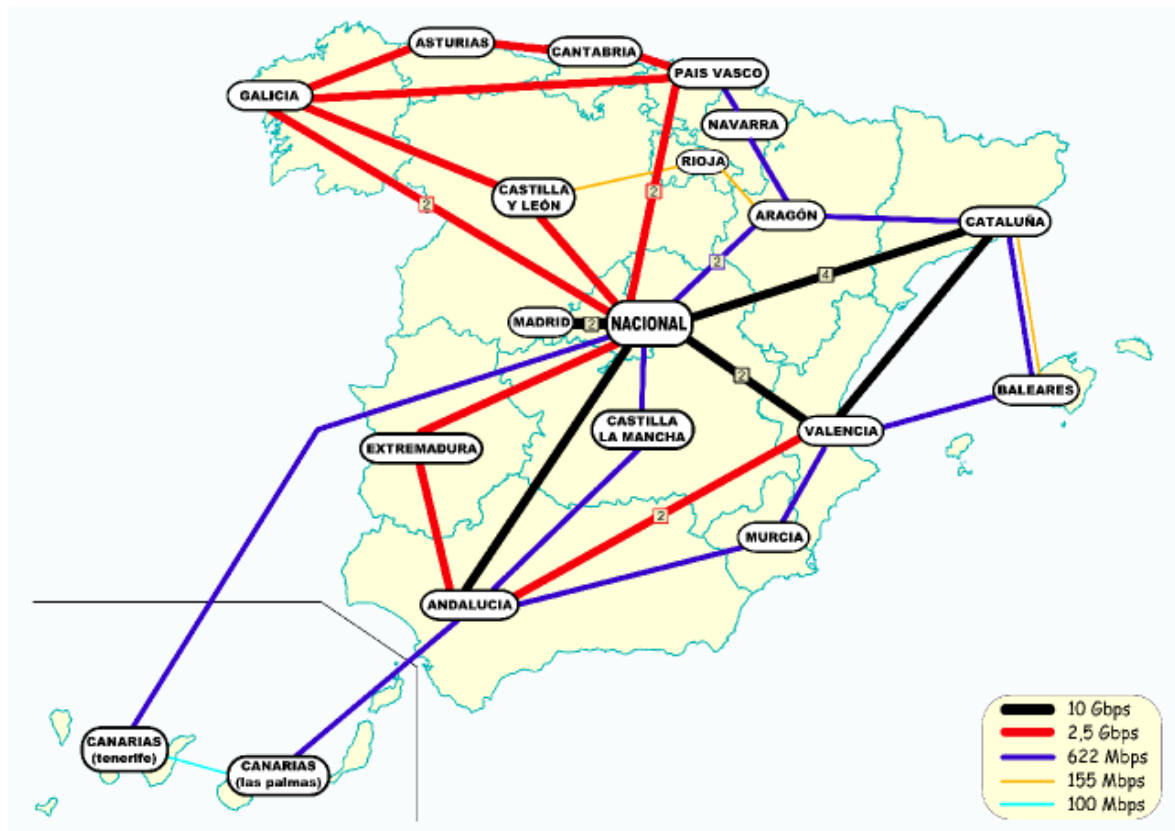 ASTURIAS
CANTABRIA
PAIS VASCO
GALICIA
NAVARRA
RIOJA
CASTILLA
Y LEÓN
2
2
ARAGÓN
CATALUÑA
2
4
MADRID
2
NACIONAL
2
BALEARES
CASTILLA
LA MANCHA
VALENCIA
EXTREMADURA
2
MURCIA
ANDALUCIA
CANARIAS
(tenerife)
CANARIAS
(las palmas)
10 Gbps
2,5 Gbps
622 Mbps
155 Mbps
100 Mbps